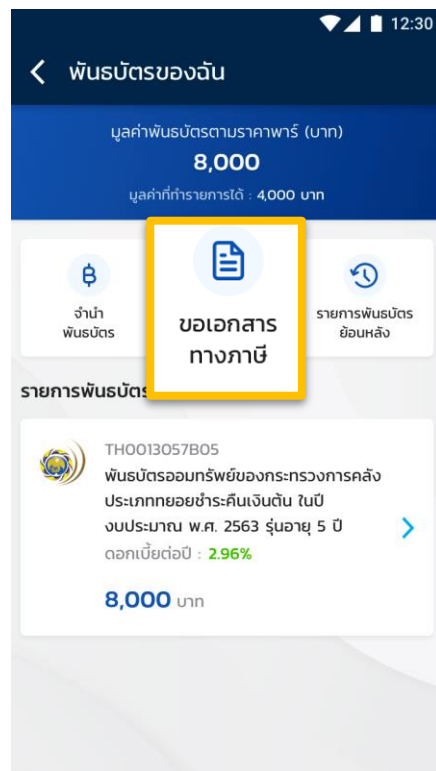 12:30
พันธบัตรของฉัน
มูลค่าพันธบัตรตามราคาพาร์ (บาท)
8,000
มูลค่าที่ทำรายการได้ : 4,000 บาท
จำนำ
พันธบัตร
ขอเอกสาร
ทางภาษี
รายการพันธบัตร
ย้อนหลัง
รายการพันธบัตร
TH0013057B05
พันธบัตรออมทรัพย์ของกระทรวงการคลัง
ประเภททยอยชำระคืนเงินต้น ในปี
งบประมาณ พ.ศ. 2563 รุ่นอายุ 5 ปี
ดอกเบี้ยต่อปี : 2.96%
8,000 บาท